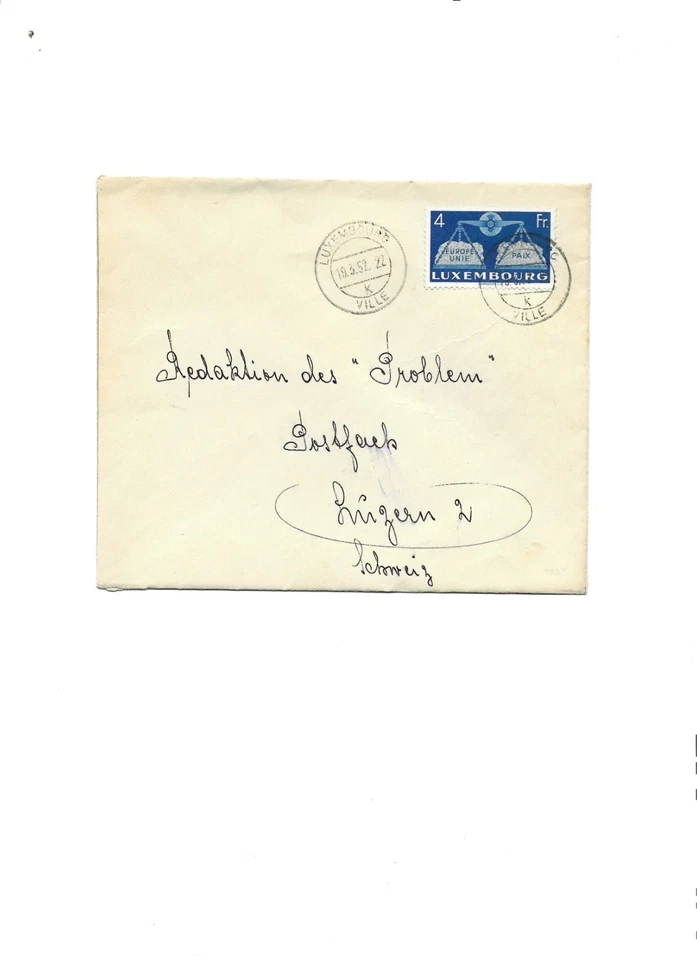 4 Fr.
EUROPE UNIE
PAIX
LUXEMBOURG
LUXEMBOURG
19.3.52. 22
k
VILLE
k
VILLE
Redaktion des "Problem"
Postfach
Luzern 2
Schweiz